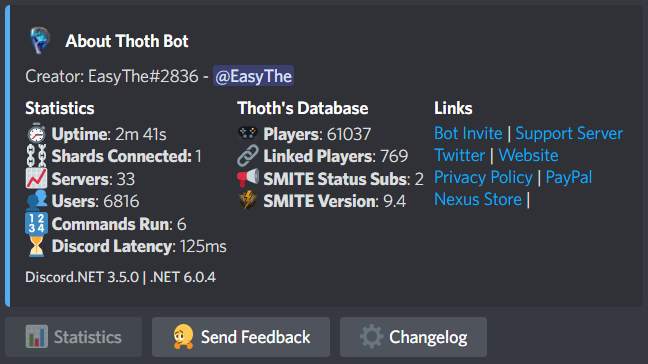 About Thoth Bot
Creator: EasyThe#2836 - @EasyThe
Statistics
Uptime: 2m 41s
Shards Connected: 1
Servers: 33
Users: 6816
Commands Run: 6
Discord Latency: 125ms
Thoth's Database
Players: 61037
Linked Players: 769
SMITE Status Subs: 2
SMITE Version: 9.4
Links
Bot Invite | Support Server
Twitter | Website
Privacy Policy | PayPal
Nexus Store |
Discord.NET 3.5.0 | .NET 6.0.4
Statistics
Send Feedback
Changelog